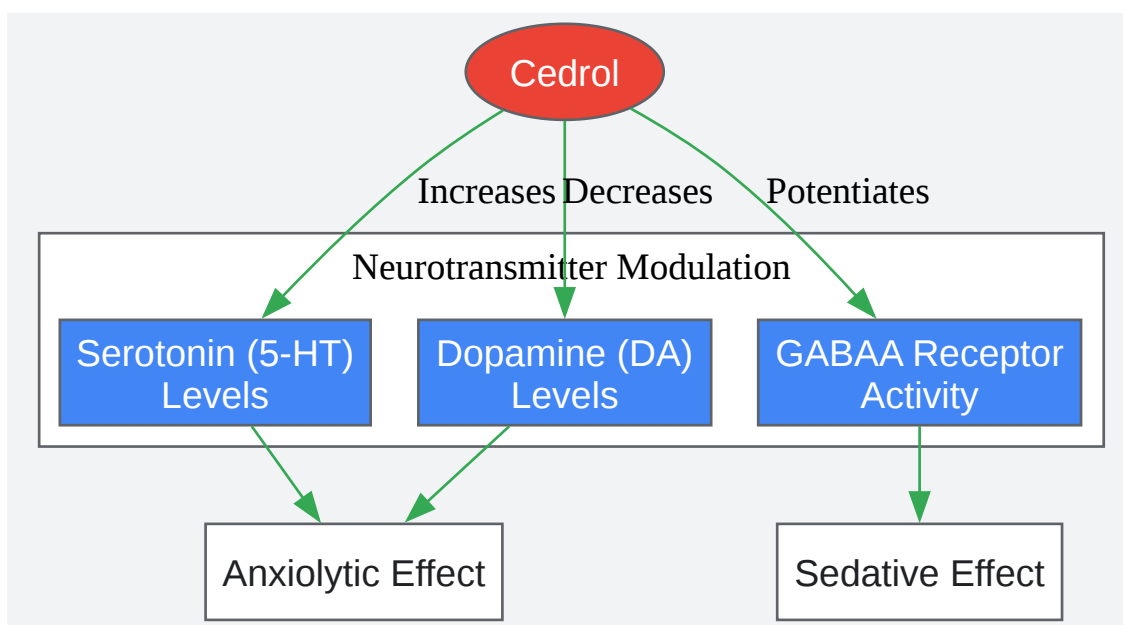 Cedrol
Increases
Decreases
Potentiates
Neurotransmitter Modulation
Serotonin (5-HT)
Levels
Dopamine (DA)
Levels
GABAA Receptor
Activity
Anxiolytic Effect
Sedative Effect